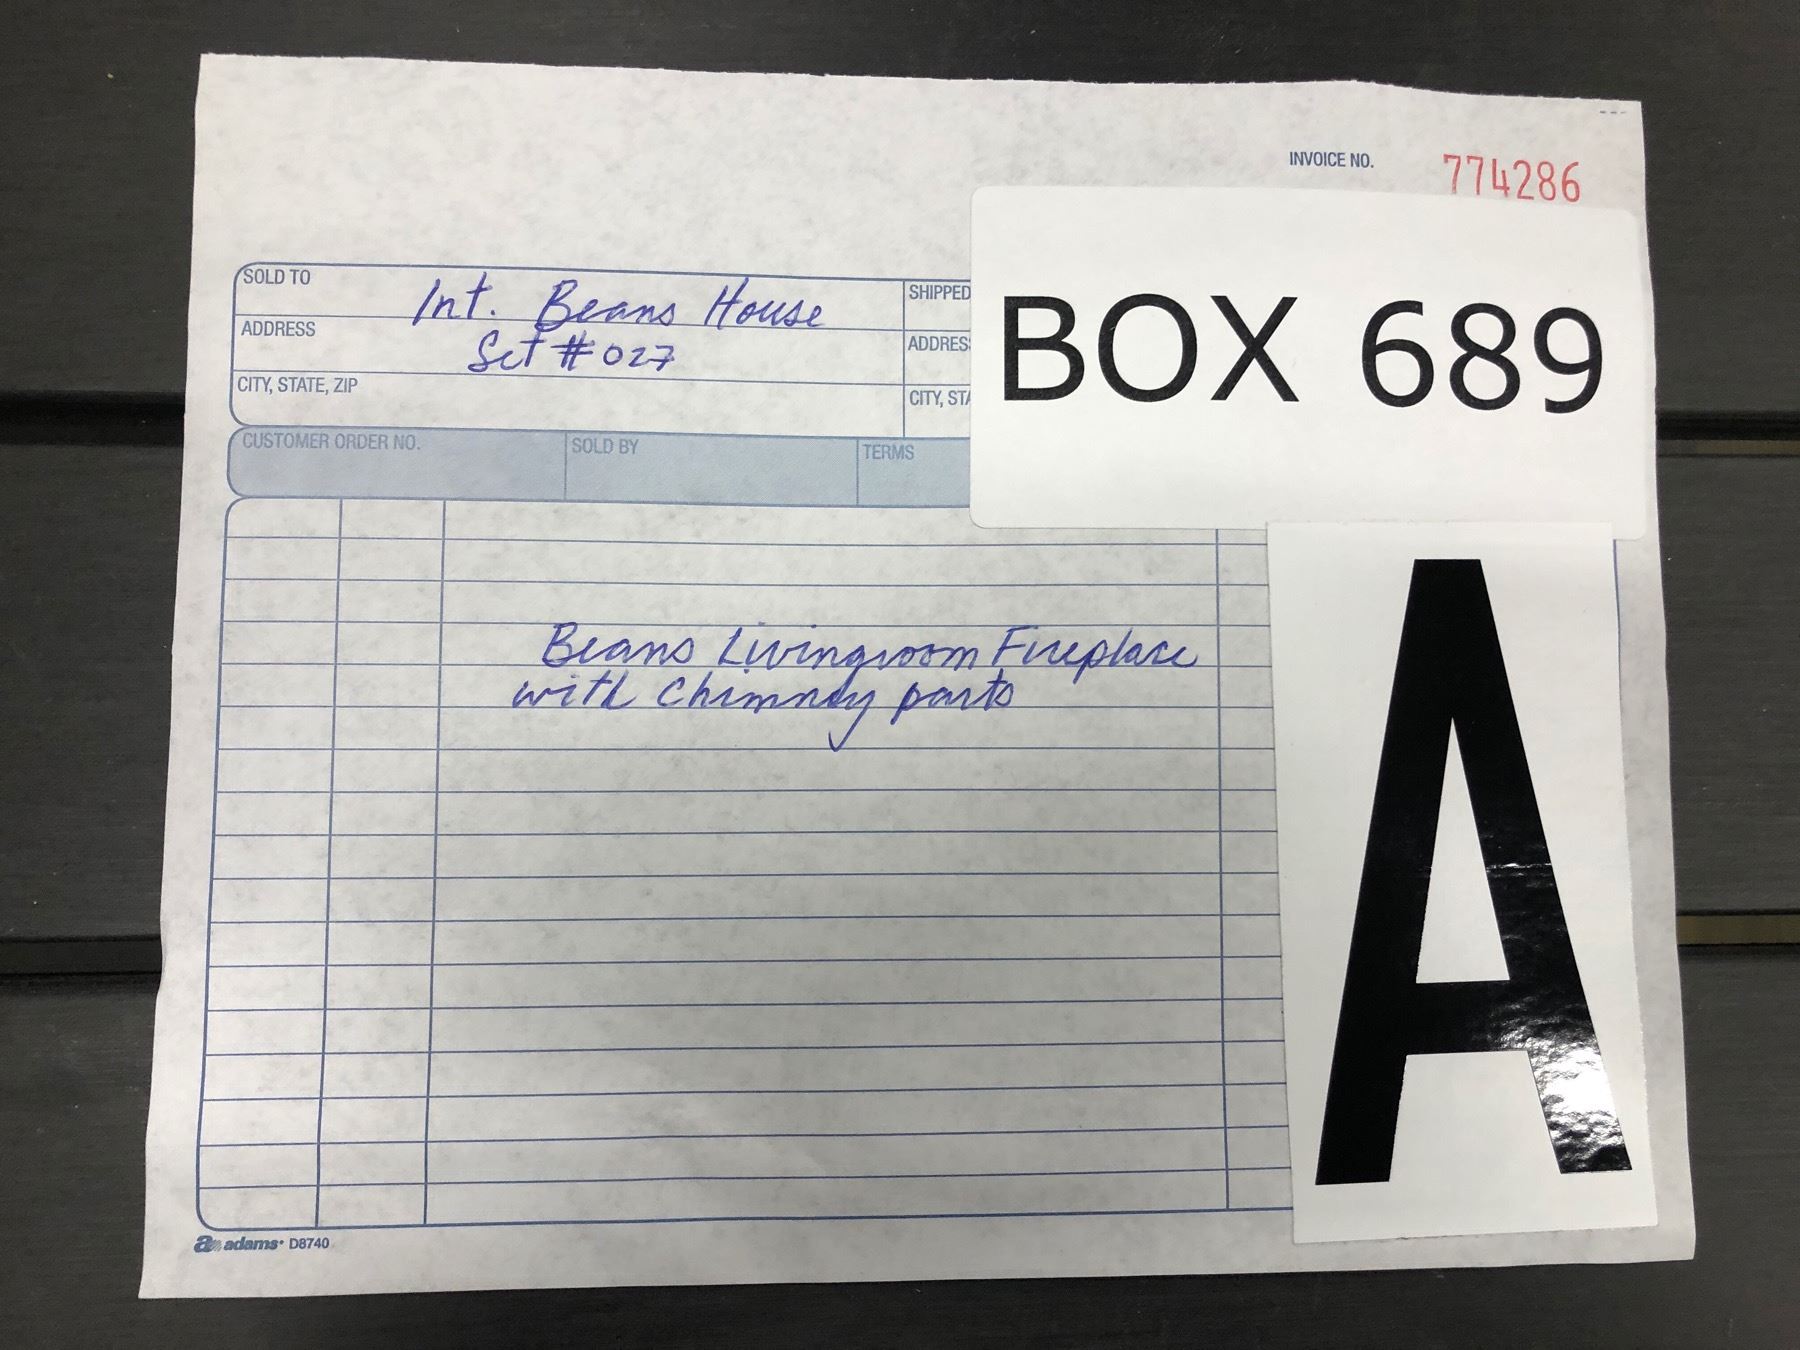 INVOICE NO. 774286
BOX 689
SOLD TO Int. Beans House SHIPPED
ADDRESS Set # 027 ADDRES
CITY, STATE, ZIP CITY, STA
CUSTOMER ORDER NO. SOLD BY TERMS
A
Beans Livingroom Fireplace
with Chimney parts
adams D8740